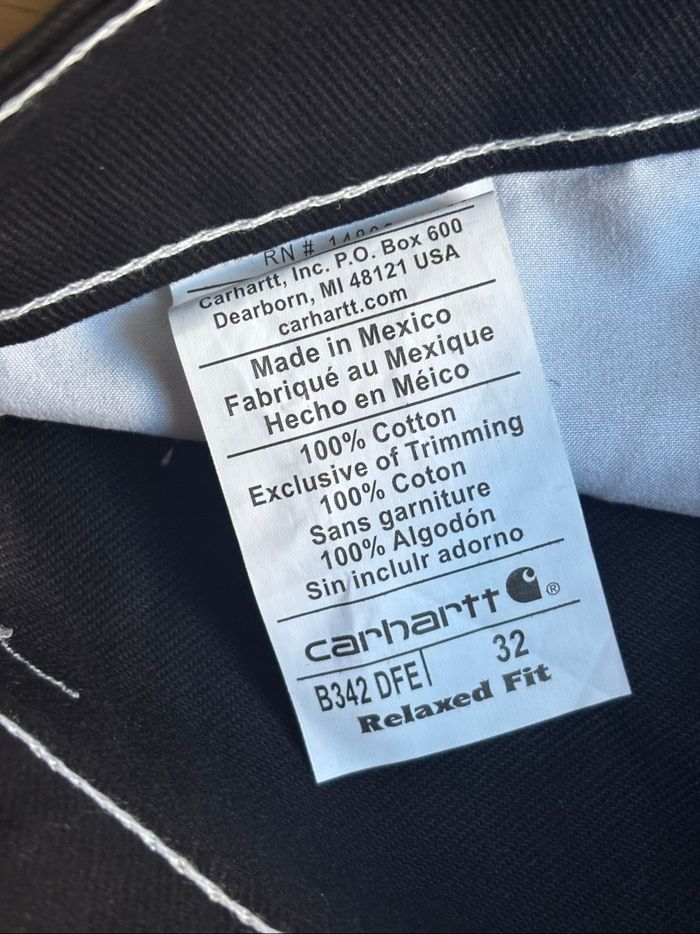 RN #
Carhartt, Inc. P.O. Box 600
Dearborn, MI 48121 USA
carhartt.com
Made in Mexico
Fabriqué au Mexique
Hecho en Méico
100% Cotton
Exclusive of Trimming
100% Coton
Sans garniture
100% Algodón
Sin incluir adorno
carhartt ®
B342 DFE 32
Relaxed Fit